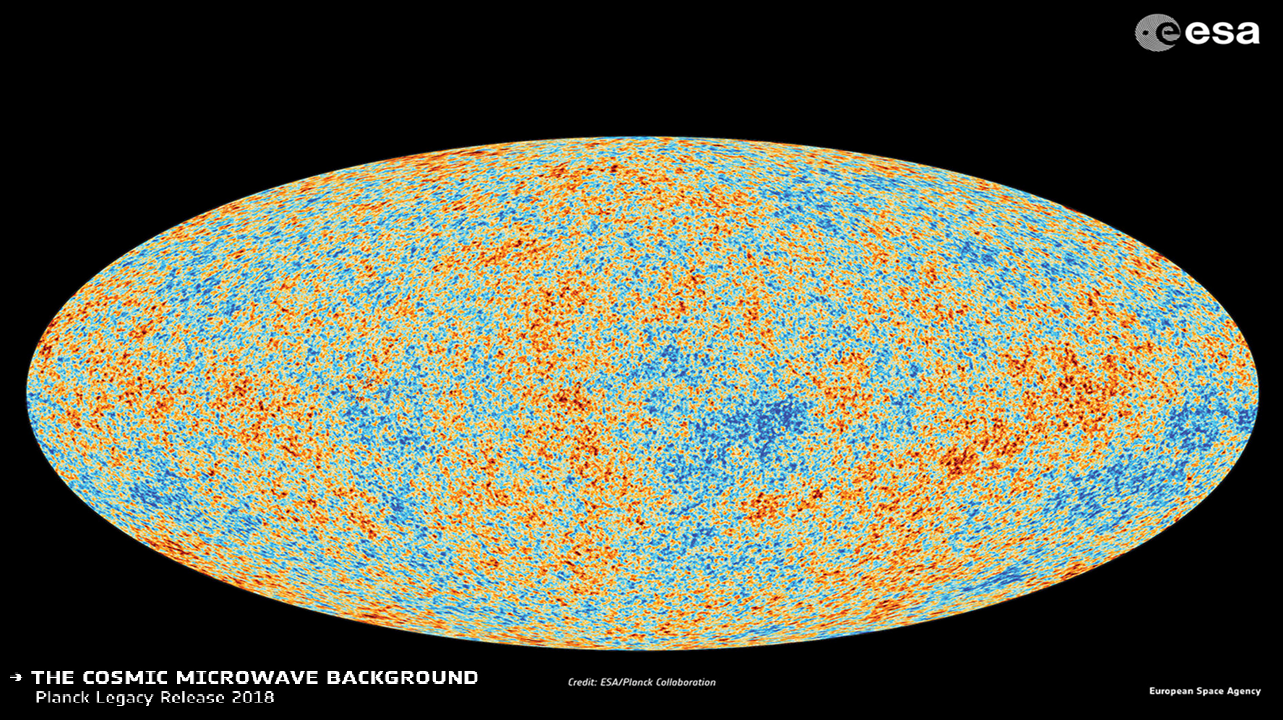 esa
→ THE COSMIC MICROWAVE BACKGROUND
Planck Legacy Release 2018
Credit: ESA/Planck Collaboration
European Space Agency